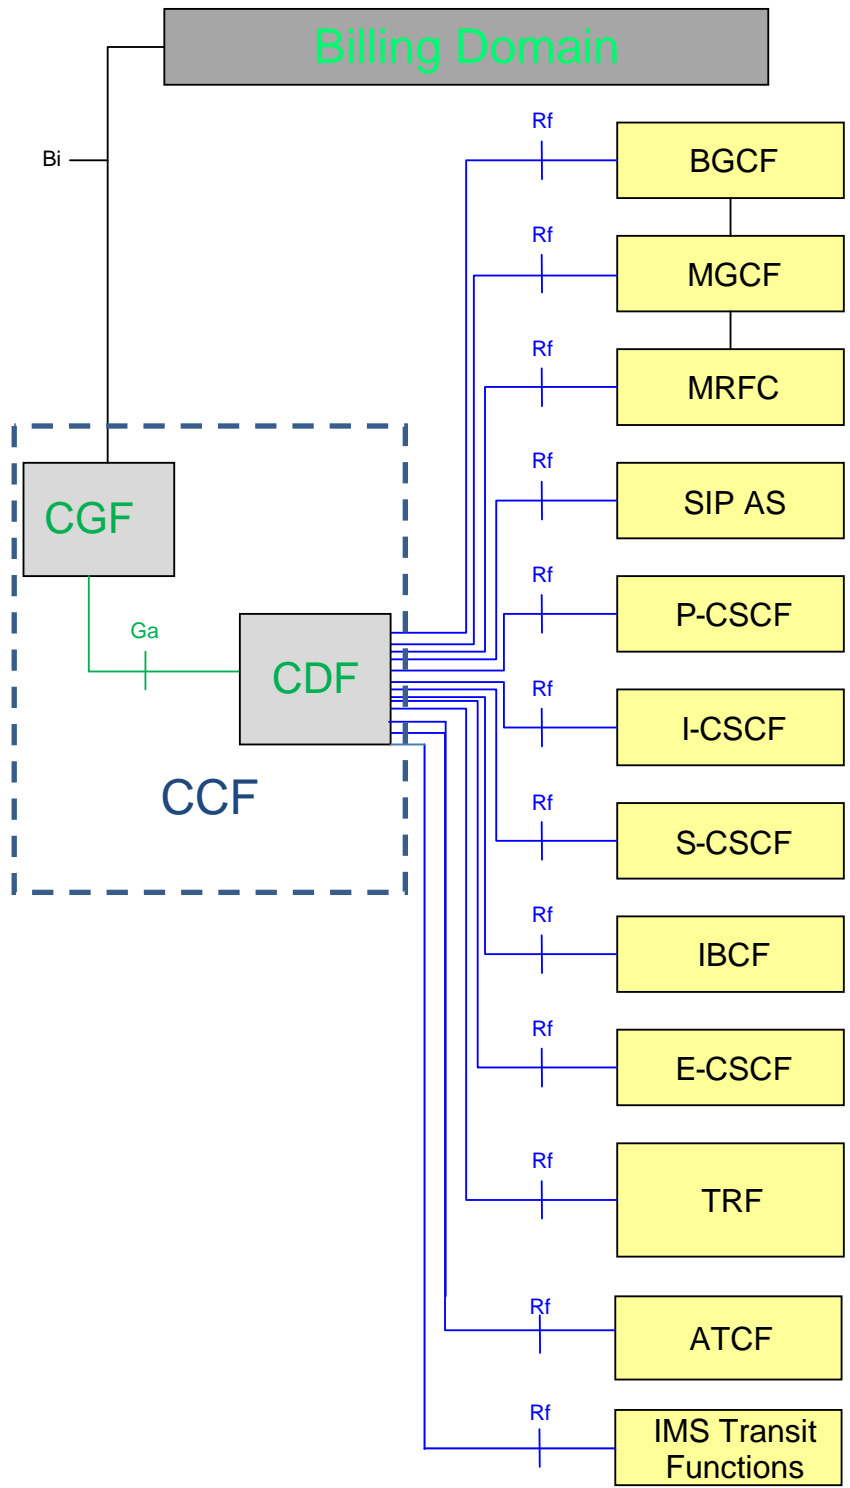 Billing Domain
Bi
Rf
BGCF
Rf
MGCF
Rf
MRFC
Rf
SIP AS
CGF
Rf
P-CSCF
Ga
CDF
Rf
I-CSCF
CCF
Rf
S-CSCF
Rf
IBCF
Rf
E-CSCF
Rf
TRF
Rf
ATCF
Rf
IMS Transit
Functions